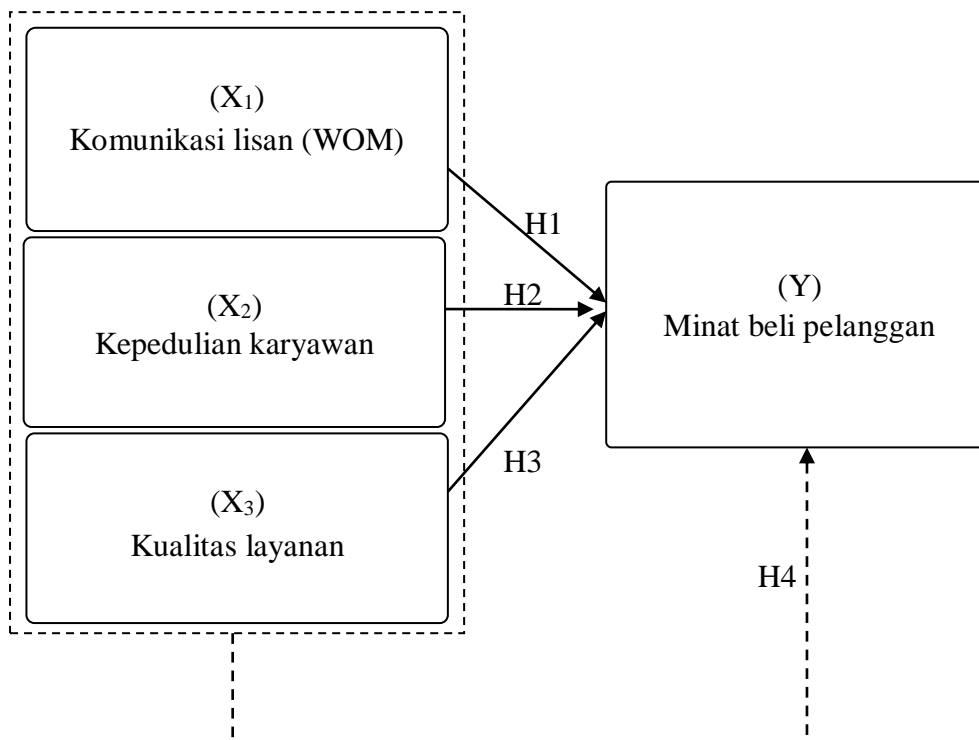 (X₁)
Komunikasi lisan (WOM)
H1
(X₂)
Kepedulian karyawan
H2
(Y)
Minat beli pelanggan
(X₃)
Kualitas layanan
H3
H4